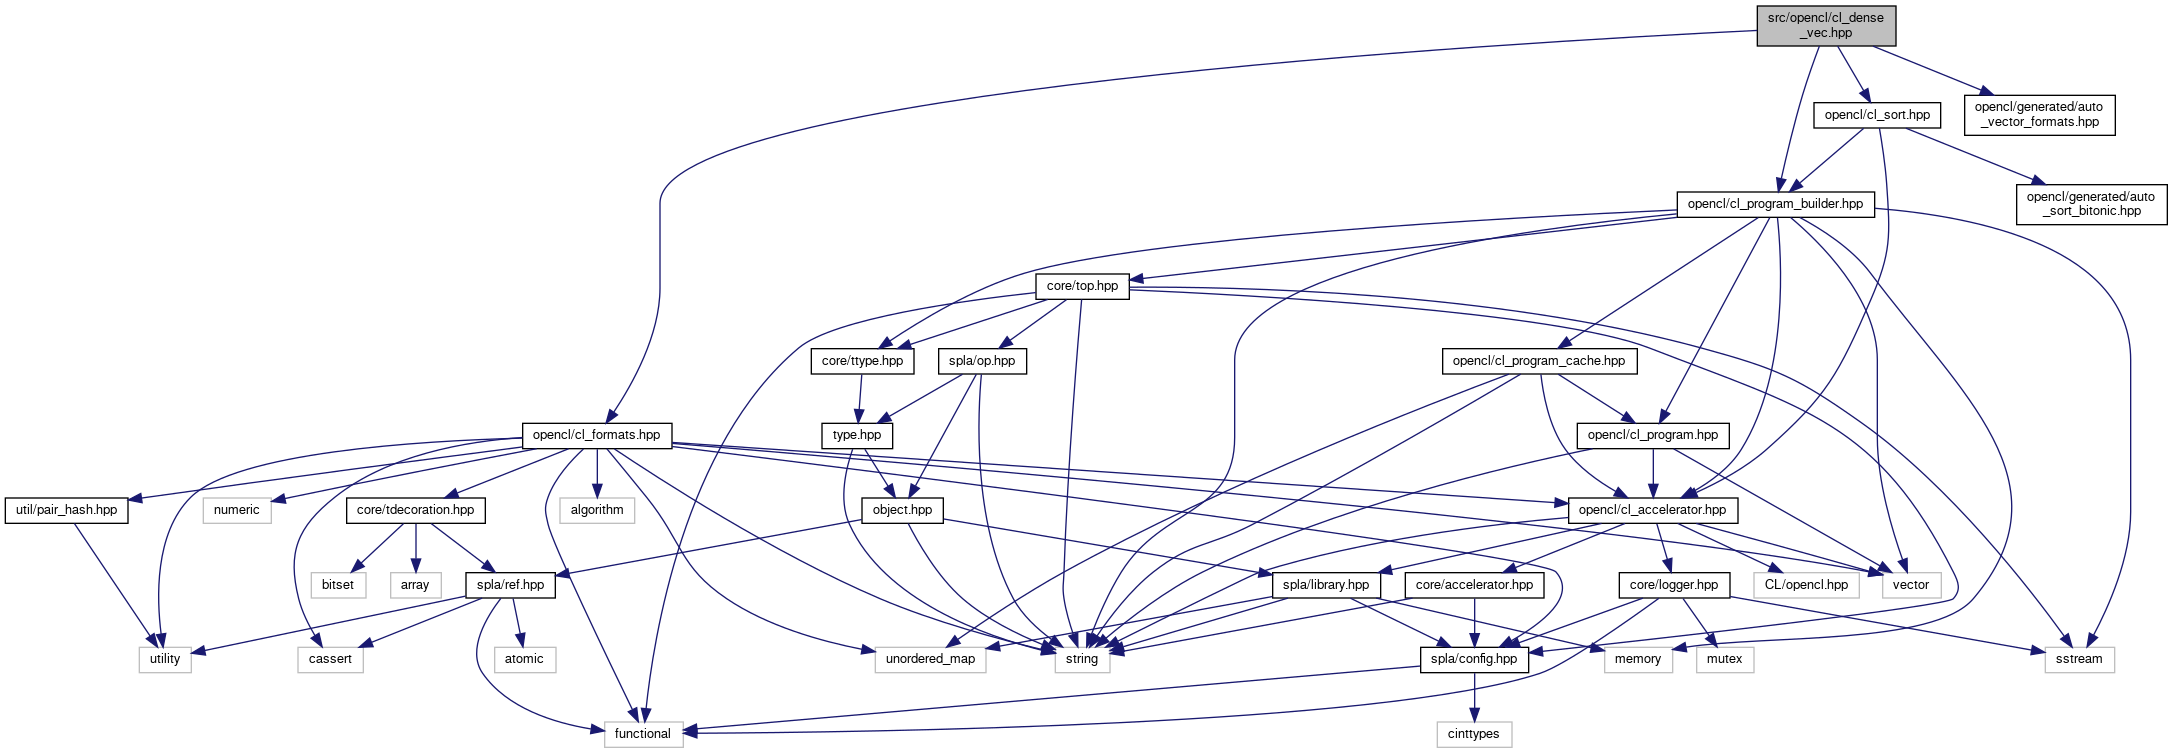 src/opencl/cl_dense
_vec.hpp
opencl/generated/auto
_vector_formats.hpp
opencl/cl_sort.hpp
opencl/cl_program_builder.hpp
opencl/generated/auto
_sort_bitonic.hpp
core/top.hpp
core/ttype.hpp
spla/op.hpp
opencl/cl_program_cache.hpp
opencl/cl_formats.hpp
type.hpp
opencl/cl_program.hpp
util/pair_hash.hpp
numeric
core/tdecoration.hpp
algorithm
object.hpp
opencl/cl_accelerator.hpp
bitset
array
spla/ref.hpp
spla/library.hpp
core/accelerator.hpp
core/logger.hpp
CL/opencl.hpp
vector
utility
cassert
atomic
unordered_map
string
spla/config.hpp
memory
mutex
sstream
functional
cinttypes